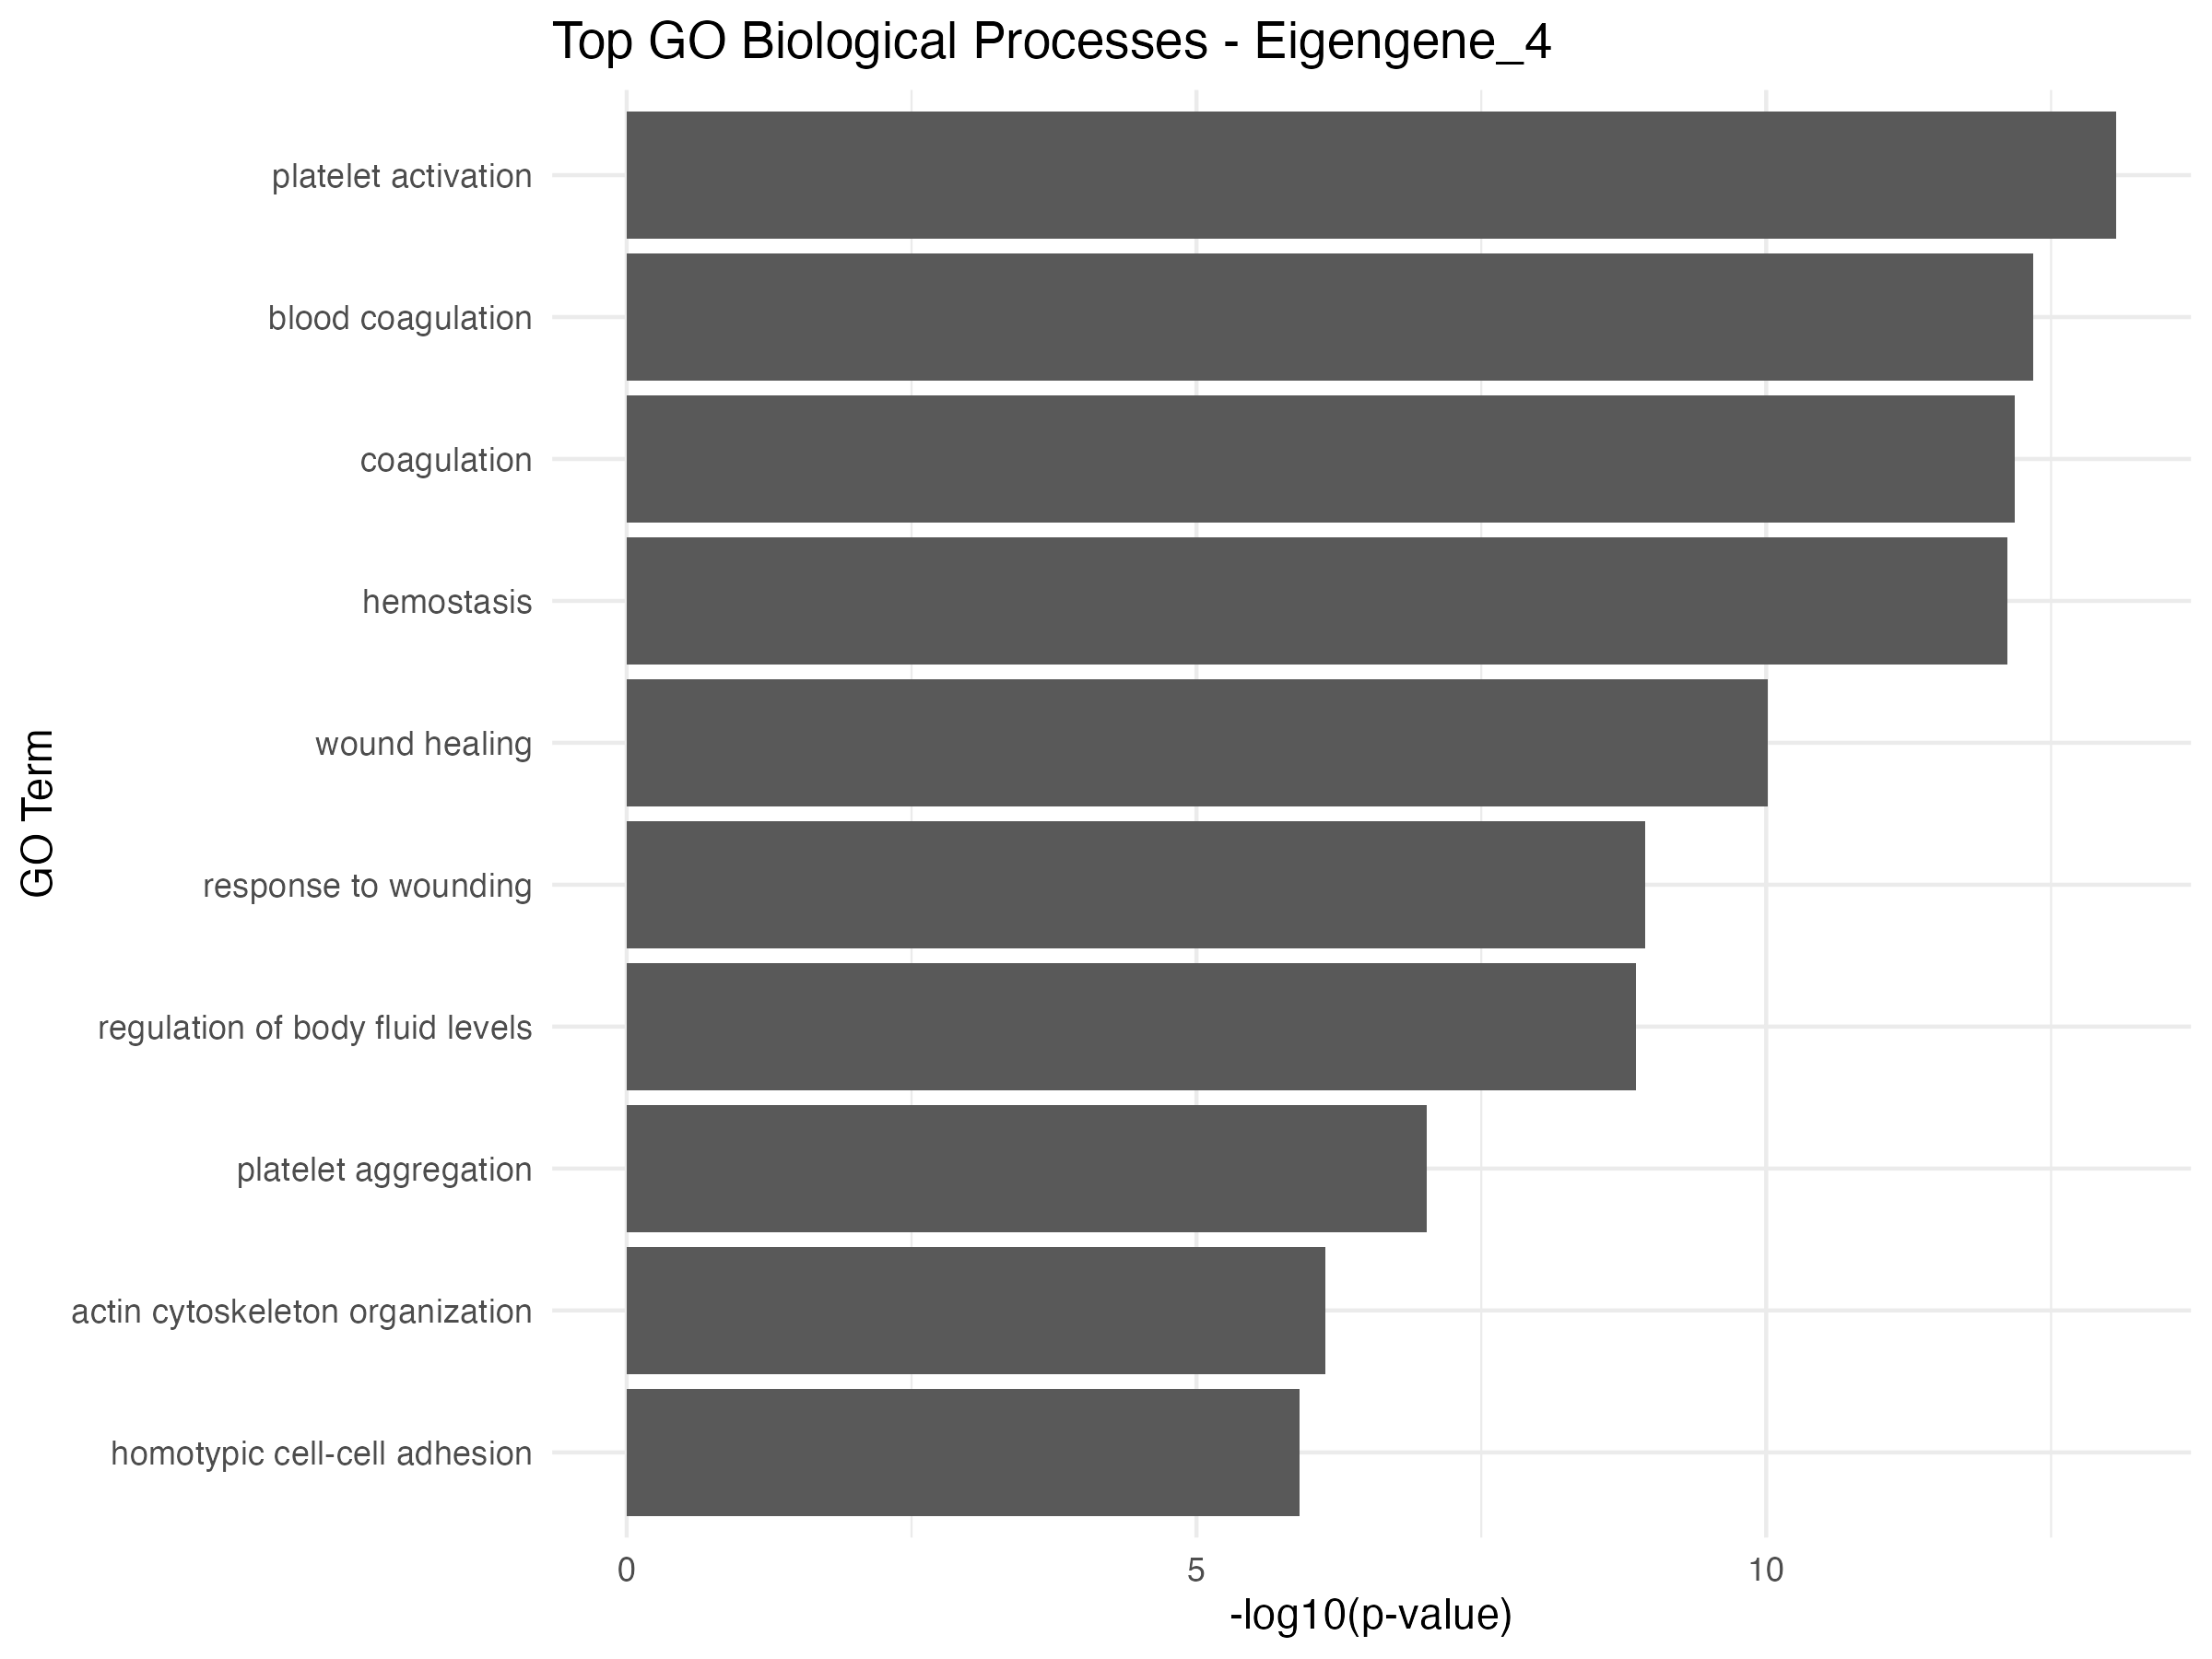 Top GO Biological Processes - Eigengene_4
platelet activation
blood coagulation
coagulation
hemostasis
wound healing
response to wounding
regulation of body fluid levels
platelet aggregation
actin cytoskeleton organization
homotypic cell-cell adhesion
GO Term
0 5 10
-log10(p-value)